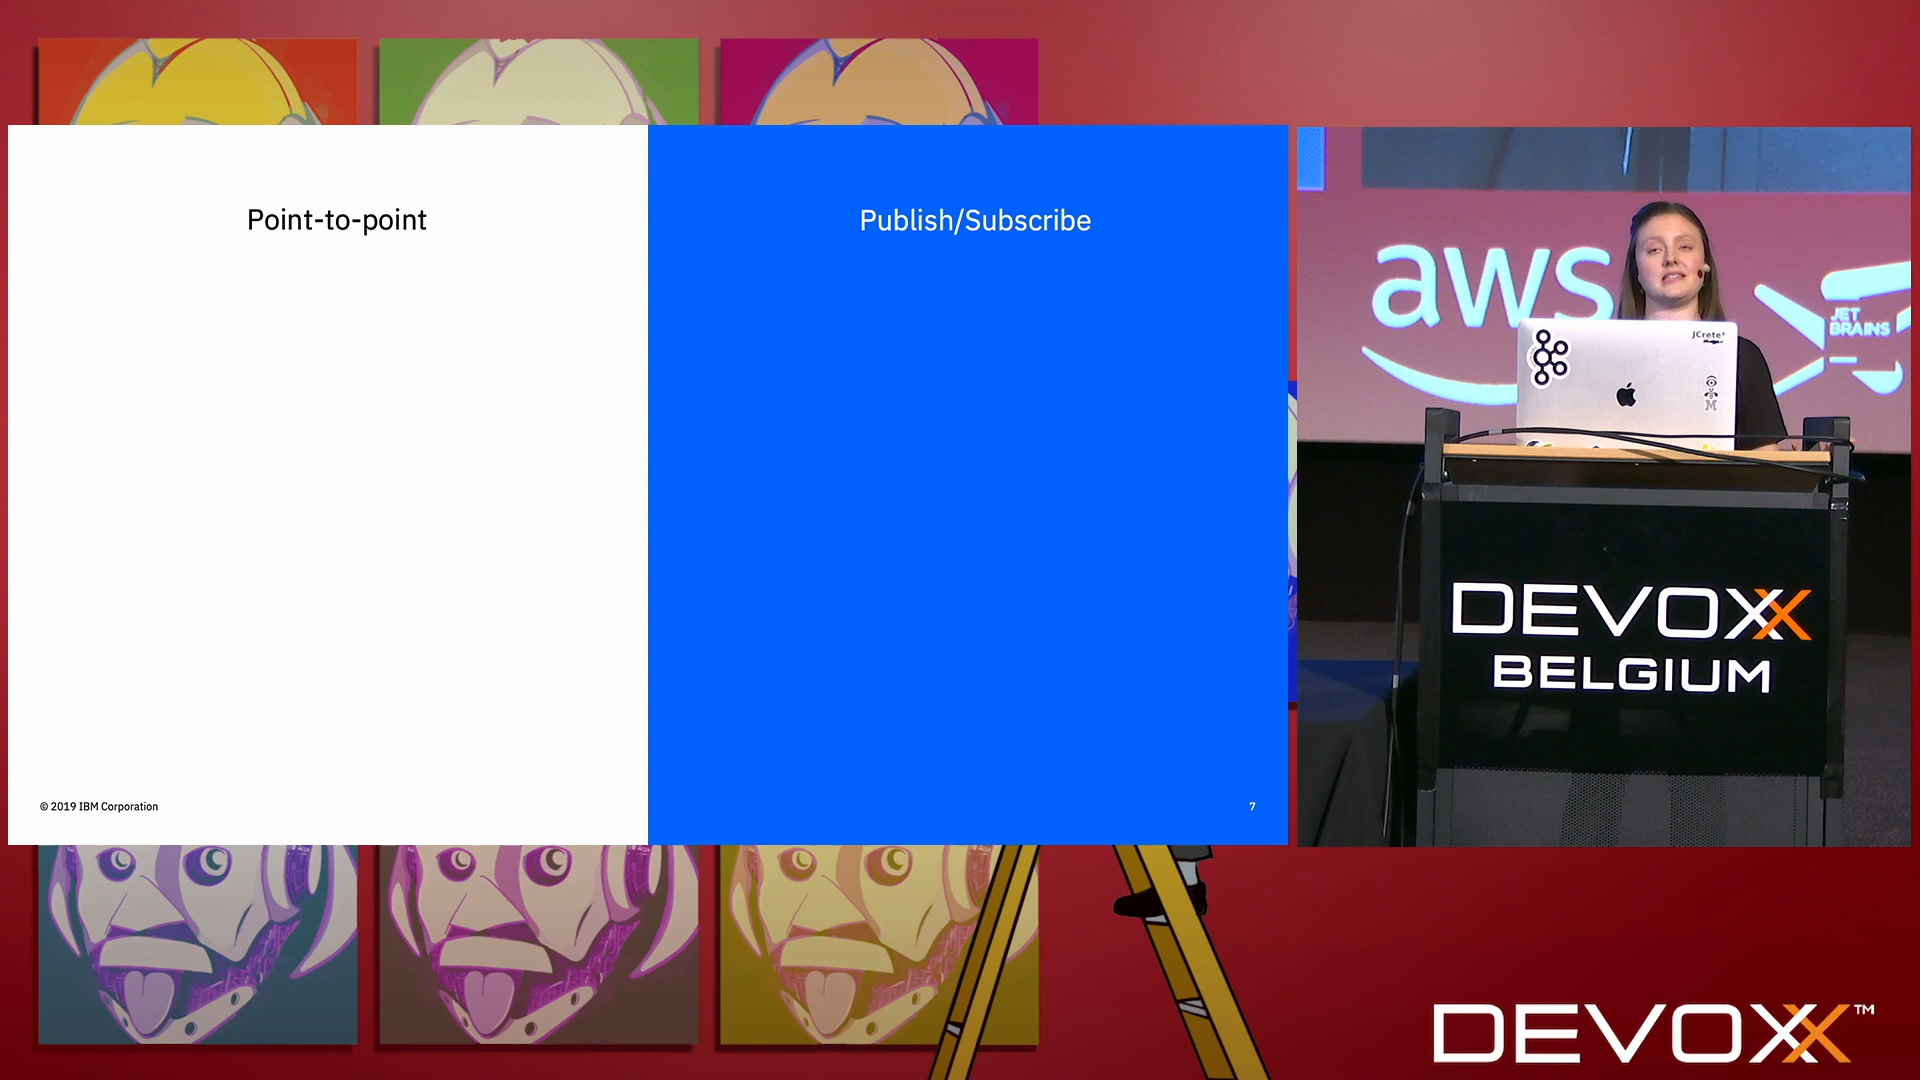 Point-to-point
Publish/Subscribe
© 2019 IBM Corporation
7
aws
JET
BRAINS
JCrete
M
DEVOXX
BELGIUM
DEVOXX™